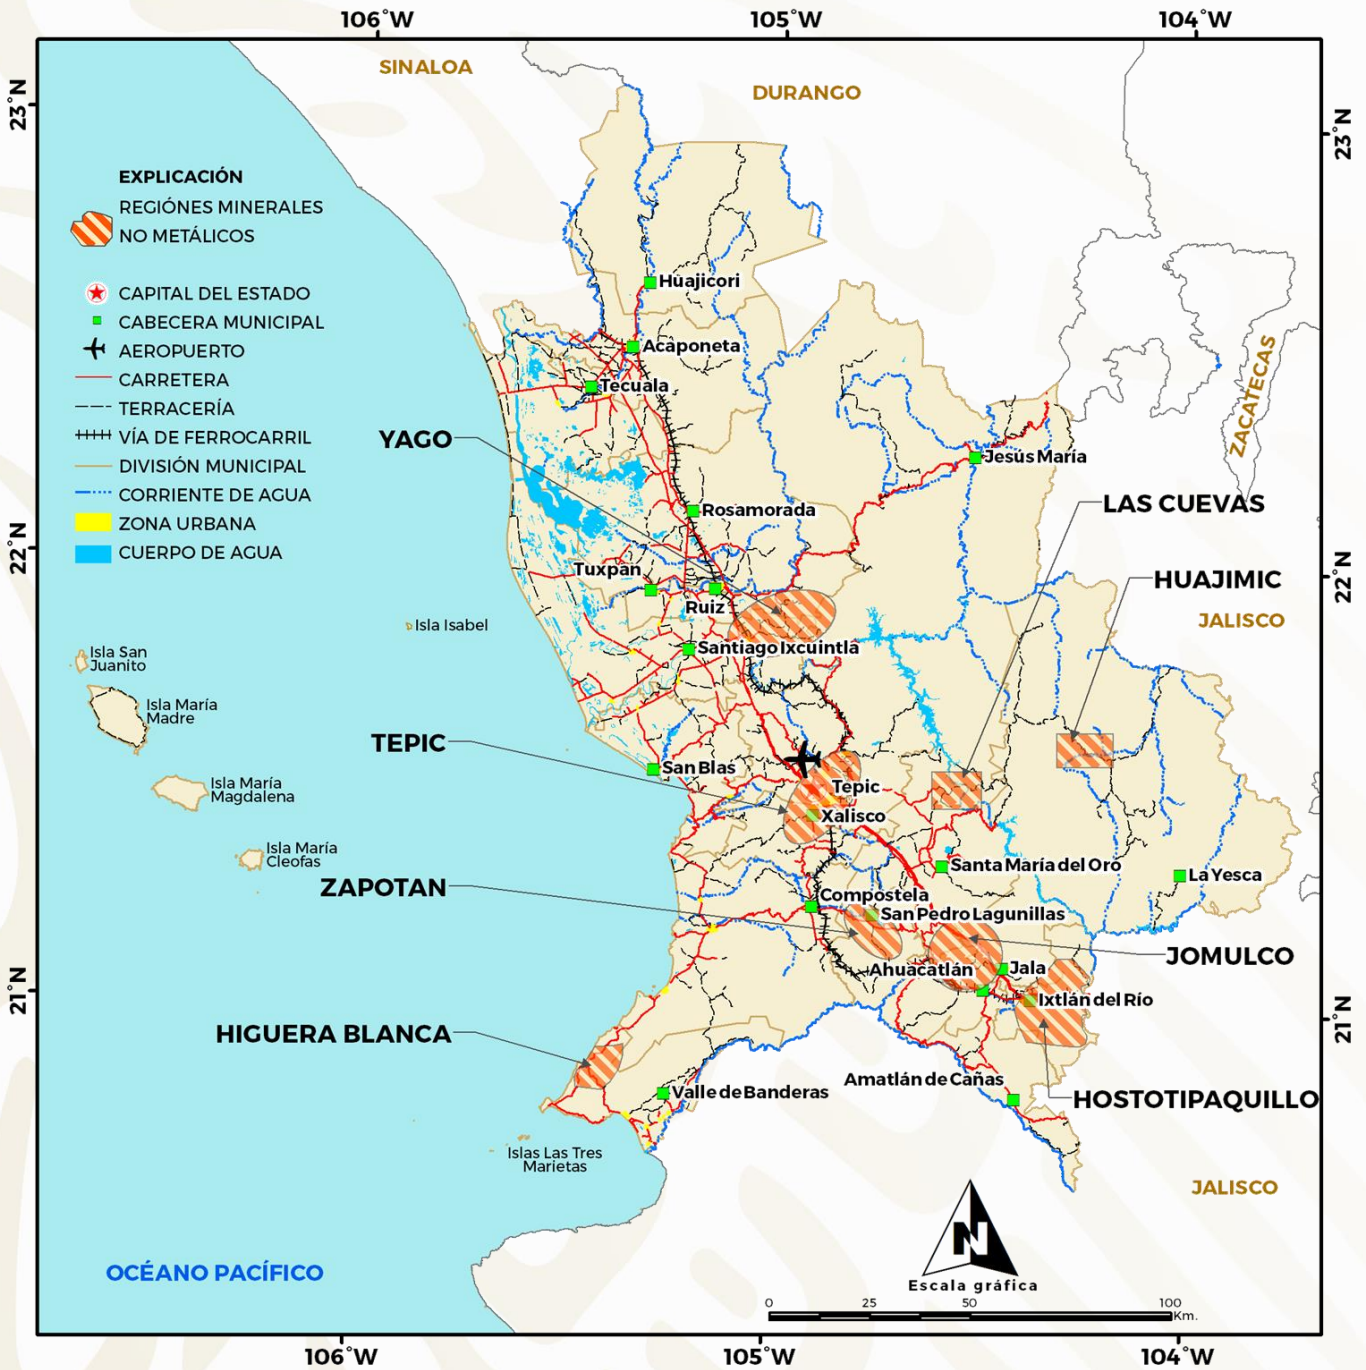 106°W
105°W
104°W
SINALOA
DURANGO
23°N
23°N
EXPLICACIÓN
REGIÓNES MINERALES
NO METÁLICOS
CAPITAL DEL ESTADO
CABECERA MUNICIPAL
AEROPUERTO
CARRETERA
TERRACERÍA
VÍA DE FERROCARRIL
DIVISIÓN MUNICIPAL
CORRIENTE DE AGUA
ZONA URBANA
CUERPO DE AGUA
Huajicori
Acaponeta
Tecuala
ZACATECAS
YAGO
Jesús María
LAS CUEVAS
Rosamorada
22°N
22°N
Tuxpan
HUAJIMIC
Ruiz
JALISCO
Isla Isabel
Santiago Ixcuintla
Isla San
Juanito
Isla María
Madre
TEPIC
San Blas
Isla María
Magdalena
Tepic
Xalisco
Isla María
Cleofas
Santa María del Oro
La Yesca
ZAPOTAN
Compostela
San Pedro Lagunillas
JOMULCO
Ahuacatlán
Jala
21°N
21°N
Ixtlán del Río
HIGUERA BLANCA
Amatlán de Cañas
Valle de Banderas
HOSTOTIPAQUILLO
Islas Las Tres
Marietas
JALISCO
N
OCÉANO PACÍFICO
Escala gráfica
0 25 50 100
Km.
106°W
105°W
104°W